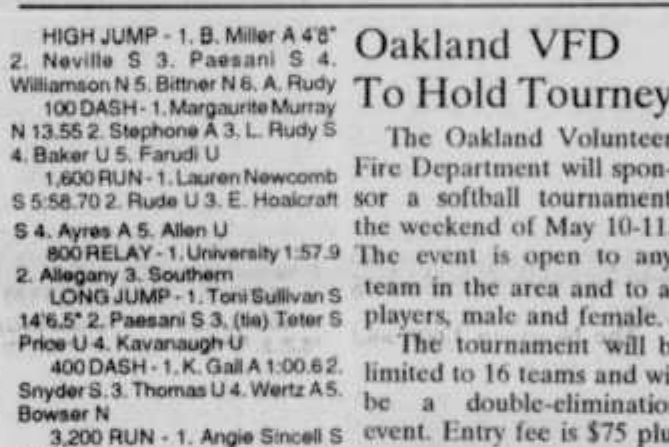 HIGH JUMP - 1. B. Miller A 4'8"
2. Neville S 3. Paesani S 4.
Williamson N 5. Bittner N 6. A. Rudy
100 DASH - 1. Margaurite Murray
N 13.55 2. Stephone A 3. L. Rudy S
4. Baker U 5. Farudi U
1,600 RUN - 1. Lauren Newcomb
S 5:58.70 2. Rude U 3. E. Hoalcraft
S 4. Ayres A 5. Allen U
800 RELAY - 1. University 1:57.9
2. Allegany 3. Southern
LONG JUMP - 1. Toni Sullivan S
14'6.5" 2. Paesani S 3. (tie) Teter S
Price U 4. Kavanaugh U
400 DASH - 1. K. Gall A 1:00.6 2.
Snyder S. 3. Thomas U 4. Wertz A 5.
Bowser N
3,200 RUN - 1. Angie Sincell S
Oakland VFD
To Hold Tourney
The Oakland Volunteer
Fire Department will spon-
sor a softball tournament
the weekend of May 10-11.
The event is open to any
team in the area and to a
players, male and female.
The tournament will b
limited to 16 teams and wi
be a double-eliminatio
event. Entry fee is $75 plu